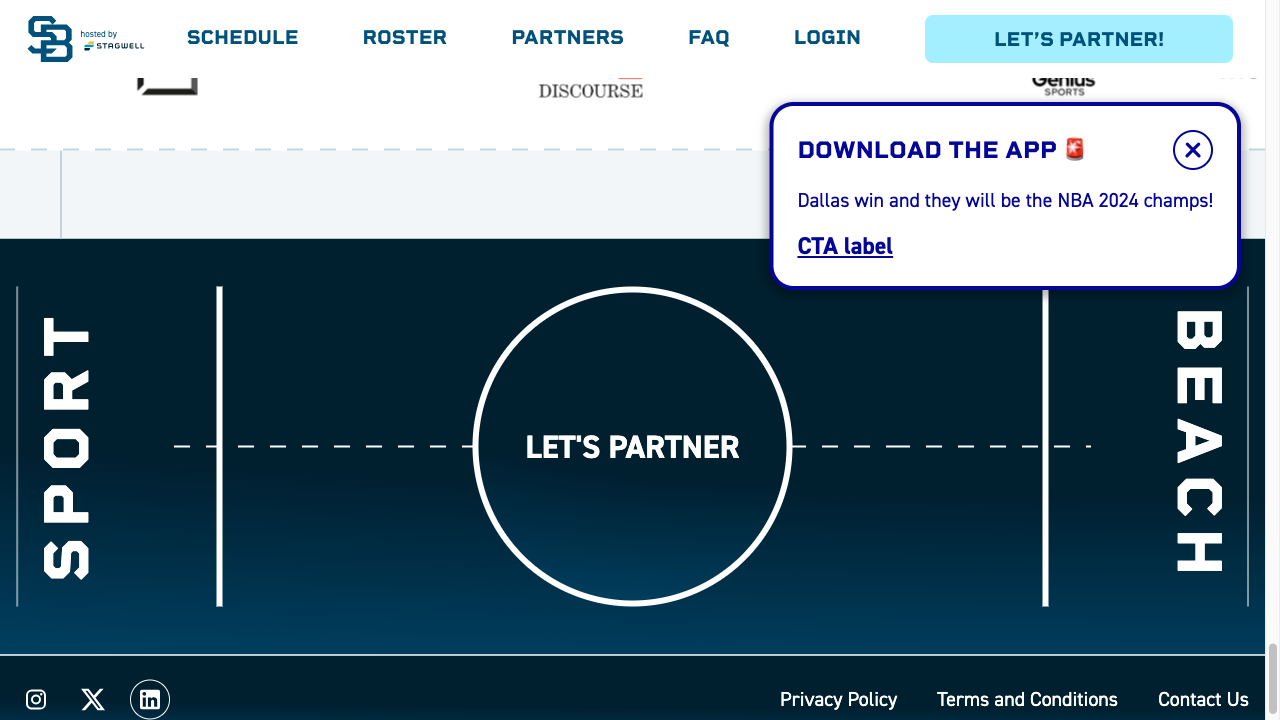 SB hosted by STAGWELL
SCHEDULE ROSTER PARTNERS FAQ LOGIN LET’S PARTNER!
DISCOURSE
Genius
SPORTS
DOWNLOAD THE APP 🚨
Dallas win and they will be the NBA 2024 champs!
CTA label
SPORT
LET'S PARTNER
BEACH
Privacy Policy Terms and Conditions Contact Us